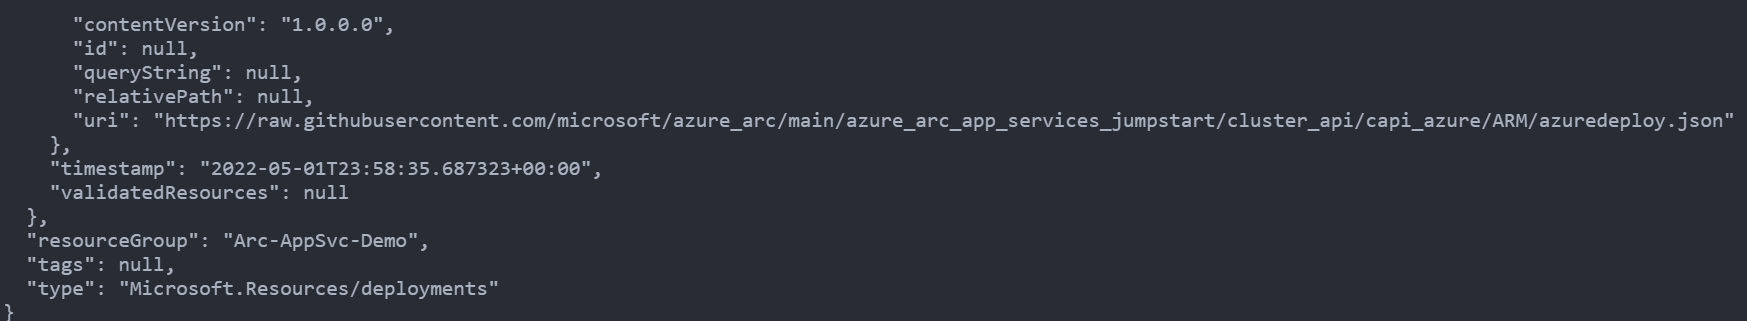 "contentVersion": "1.0.0.0",
"id": null,
"queryString": null,
"relativePath": null,
"uri": "https://raw.githubusercontent.com/microsoft/azure_arc/main/azure_arc_app_services_jumpstart/cluster_api/capi_azure/ARM/azuredeploy.json"
},
"timestamp": "2022-05-01T23:58:35.687323+00:00",
"validatedResources": null
},
"resourceGroup": "Arc-AppSvc-Demo",
"tags": null,
"type": "Microsoft.Resources/deployments"
}